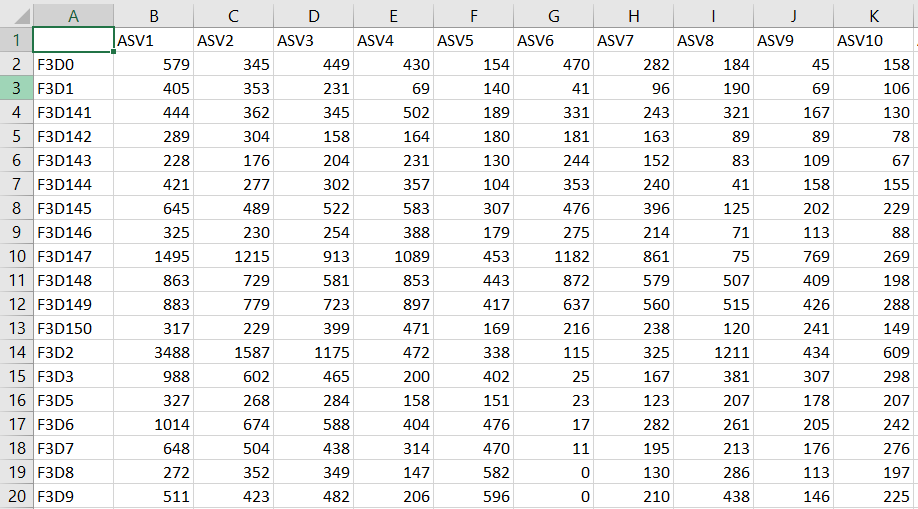 A B C D E F G H I J K
1 ASV1 ASV2 ASV3 ASV4 ASV5 ASV6 ASV7 ASV8 ASV9 ASV10
2 F3D0 579 345 449 430 154 470 282 184 45 158
3 F3D1 405 353 231 69 140 41 96 190 69 106
4 F3D141 444 362 345 502 189 331 243 321 167 130
5 F3D142 289 304 158 164 180 181 163 89 89 78
6 F3D143 228 176 204 231 130 244 152 83 109 67
7 F3D144 421 277 302 357 104 353 240 41 158 155
8 F3D145 645 489 522 583 307 476 396 125 202 229
9 F3D146 325 230 254 388 179 275 214 71 113 88
10 F3D147 1495 1215 913 1089 453 1182 861 75 769 269
11 F3D148 863 729 581 853 443 872 579 507 409 198
12 F3D149 883 779 723 897 417 637 560 515 426 288
13 F3D150 317 229 399 471 169 216 238 120 241 149
14 F3D2 3488 1587 1175 472 338 115 325 1211 434 609
15 F3D3 988 602 465 200 402 25 167 381 307 298
16 F3D5 327 268 284 158 151 23 123 207 178 207
17 F3D6 1014 674 588 404 476 17 282 261 205 242
18 F3D7 648 504 438 314 470 11 195 213 176 276
19 F3D8 272 352 349 147 582 0 130 286 113 197
20 F3D9 511 423 482 206 596 0 210 438 146 225